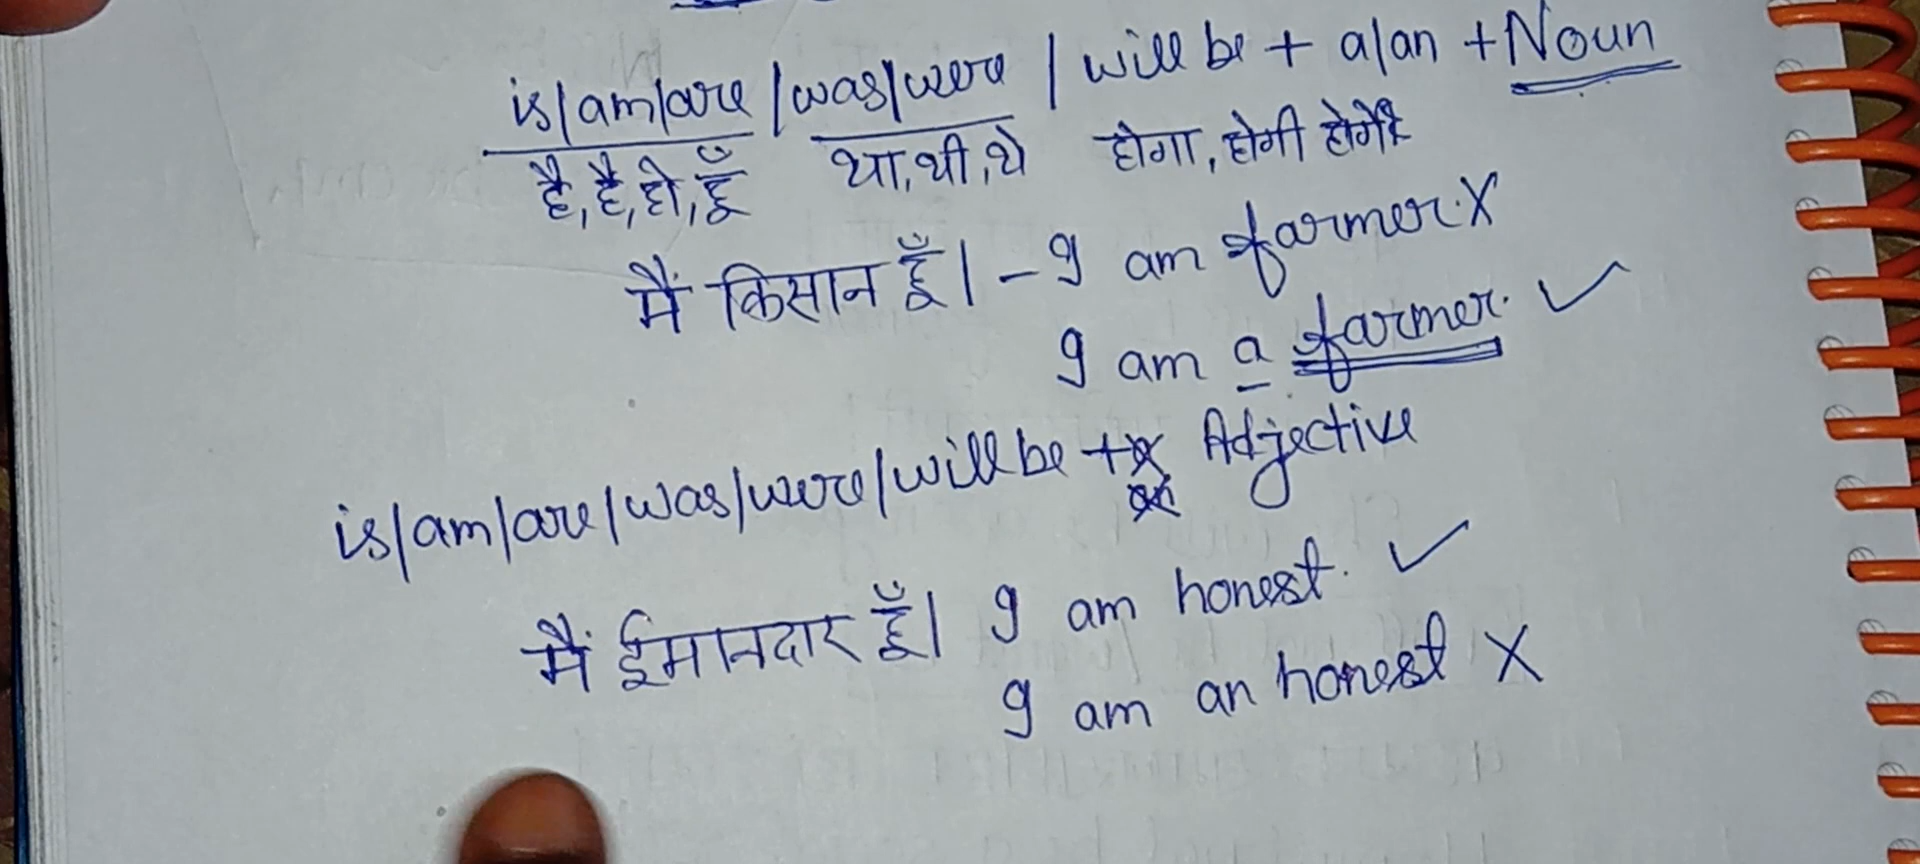 is/am/are/was/were/will be + a/an + Noun
है, है, हो, हूँ था, थी, थे होगा, होगी होगें
मैं किसान हूँ। - I am farmer. X
I am a farmer. ✓
is/am/are/was/were/will be + Adjective
मैं ईमानदार हूँ। I am honest. ✓
I am an honest X